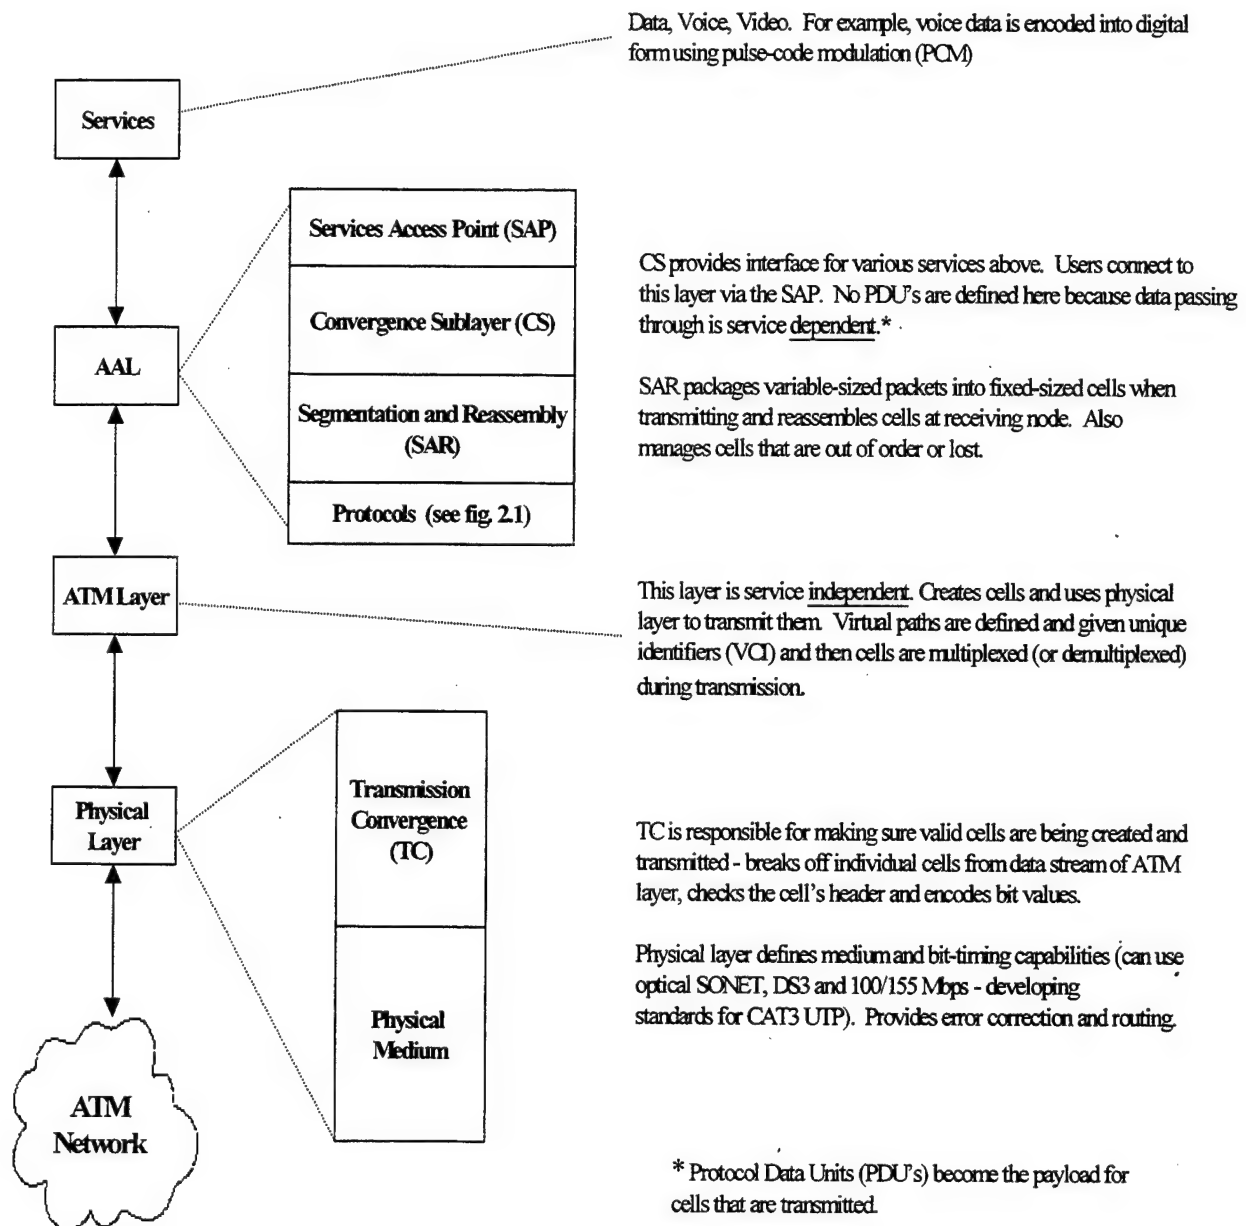 Data, Voice, Video. For example, voice data is encoded into digital
form using pulse-code modulation (PCM)
Services
Services Access Point (SAP)
Convergence Sublayer (CS)
AAL
Segmentation and Reassembly
(SAR)
Protocols (see fig. 2.1)
CS provides interface for various services above. Users connect to
this layer via the SAP. No PDU's are defined here because data passing
through is service dependent.*
SAR packages variable-sized packets into fixed-sized cells when
transmitting and reassembles cells at receiving node. Also
manages cells that are out of order or lost.
ATM Layer
This layer is service independent. Creates cells and uses physical
layer to transmit them. Virtual paths are defined and given unique
identifiers (VCI) and then cells are multiplexed (or demultiplexed)
during transmission.
Physical
Layer
Transmission
Convergence
(TC)
Physical
Medium
TC is responsible for making sure valid cells are being created and
transmitted - breaks off individual cells from data stream of ATM
layer, checks the cell's header and encodes bit values.
Physical layer defines medium and bit-timing capabilities (can use
optical SONET, DS3 and 100/155 Mbps - developing
standards for CAT3 UTP). Provides error correction and routing.
ATM
Network
* Protocol Data Units (PDU's) become the payload for
cells that are transmitted.